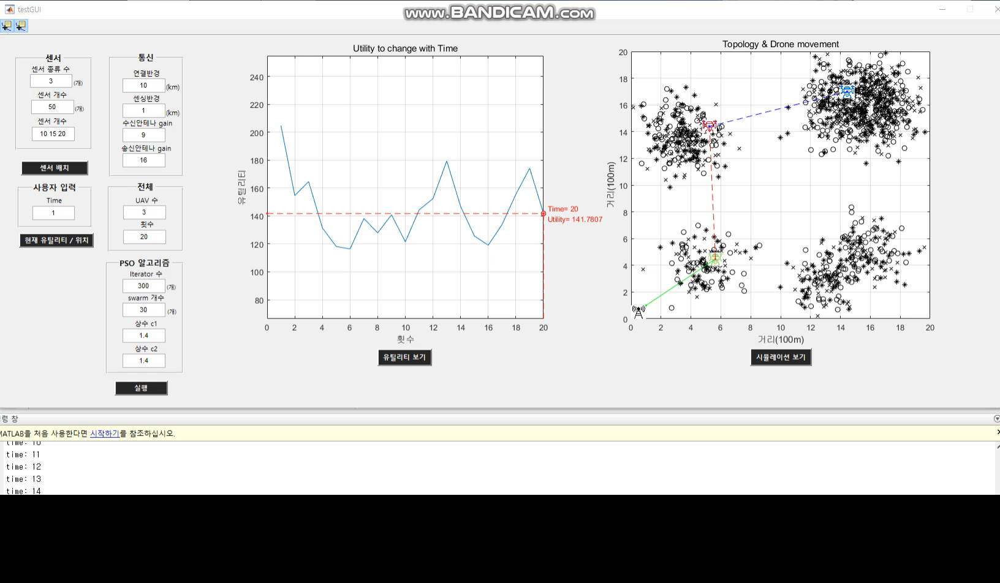 testGUI
www.BANDICAM.com
센서
센서 종류 수
3
(개)
센서 개수
50
(개)
센서 개수
10 15 20
센서 배치
사용자 입력
Time
1
현재 유틸리티 / 위치
통신
연결반경
10
(km)
센싱반경
1
(km)
수신안테나 gain
9
송신안테나 gain
16
전체
UAV 수
3
횟수
20
PSO 알고리즘
Iterator 수
300
(개)
swarm 개수
30
(개)
상수 c1
1.4
상수 c2
1.4
실행
Utility to change with Time
240
220
200
180
160
140
120
100
80
유틸리티
0 2 4 6 8 10 12 14 16 18 20
횟수
Time= 20
Utility= 141.7807
유틸리티 보기
Topology & Drone movement
20
18
16
14
12
10
8
6
4
2
0
거리(100m)
0 2 4 6 8 10 12 14 16 18 20
거리(100m)
시뮬레이션 보기
령 창
MATLAB을 처음 사용한다면 시작하기를 참조하십시오.
time: 10
time: 11
time: 12
time: 13
time: 14